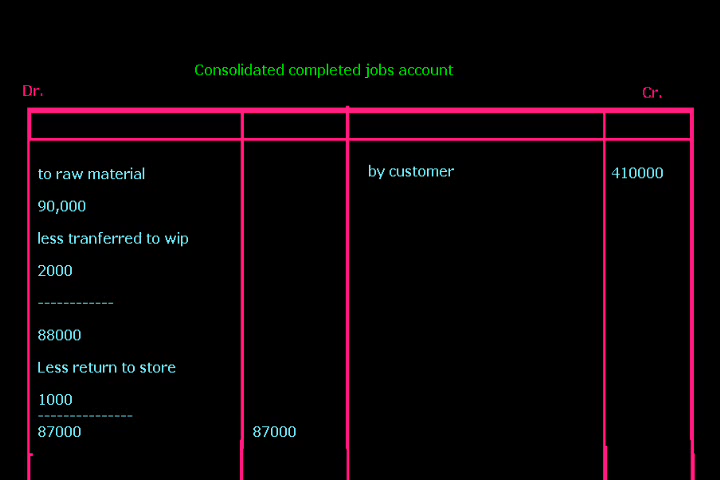 Consolidated completed jobs account
Dr.
Cr.
to raw material
by customer
410000
90,000
less tranferred to wip
2000
------------
88000
Less return to store
1000
---------------
87000
87000